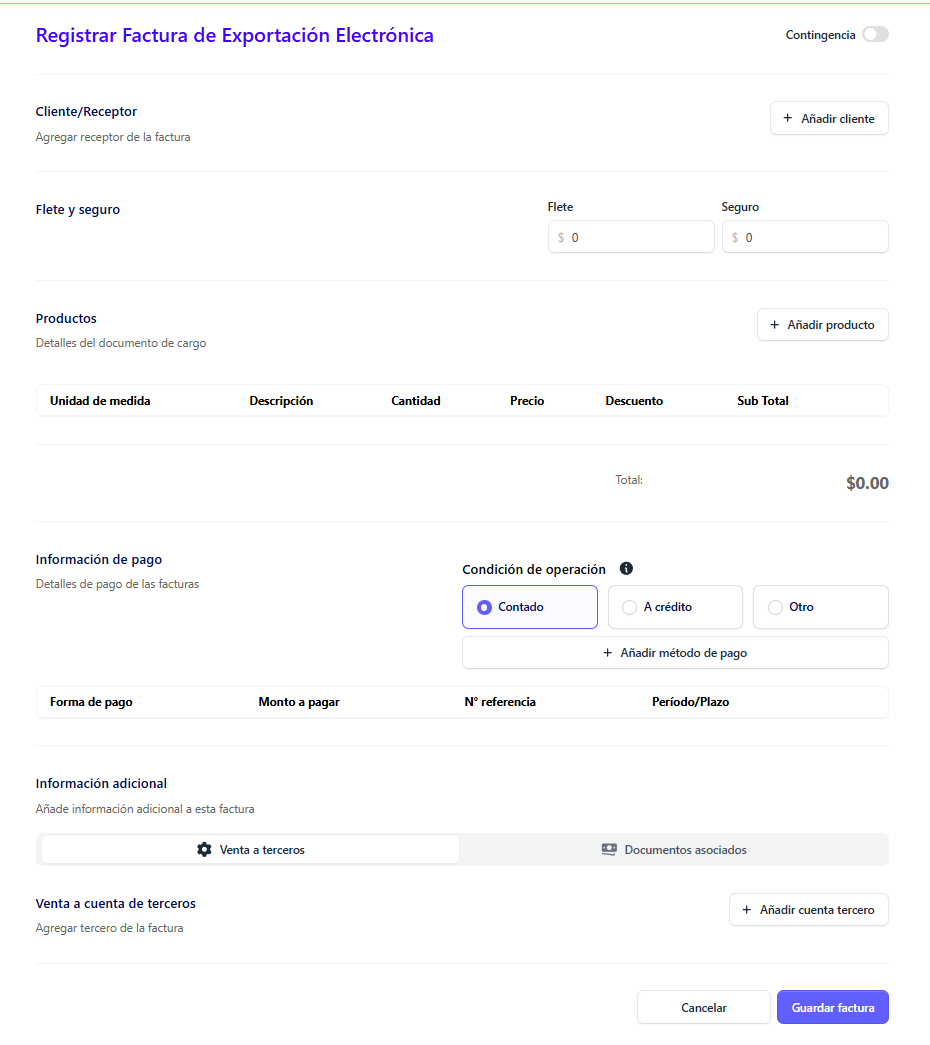 Registrar Factura de Exportación Electrónica
Contingencia
Cliente/Receptor
Agregar receptor de la factura
+ Añadir cliente
Flete y seguro
Flete
Seguro
$ 0
$ 0
Productos
Detalles del documento de cargo
+ Añadir producto
Unidad de medida Descripción Cantidad Precio Descuento Sub Total
Total: $0.00
Información de pago
Detalles de pago de las facturas
Condición de operación
Contado
A crédito
Otro
+ Añadir método de pago
Forma de pago Monto a pagar N° referencia Período/Plazo
Información adicional
Añade información adicional a esta factura
Venta a terceros
Documentos asociados
Venta a cuenta de terceros
Agregar tercero de la factura
+ Añadir cuenta tercero
Cancelar
Guardar factura